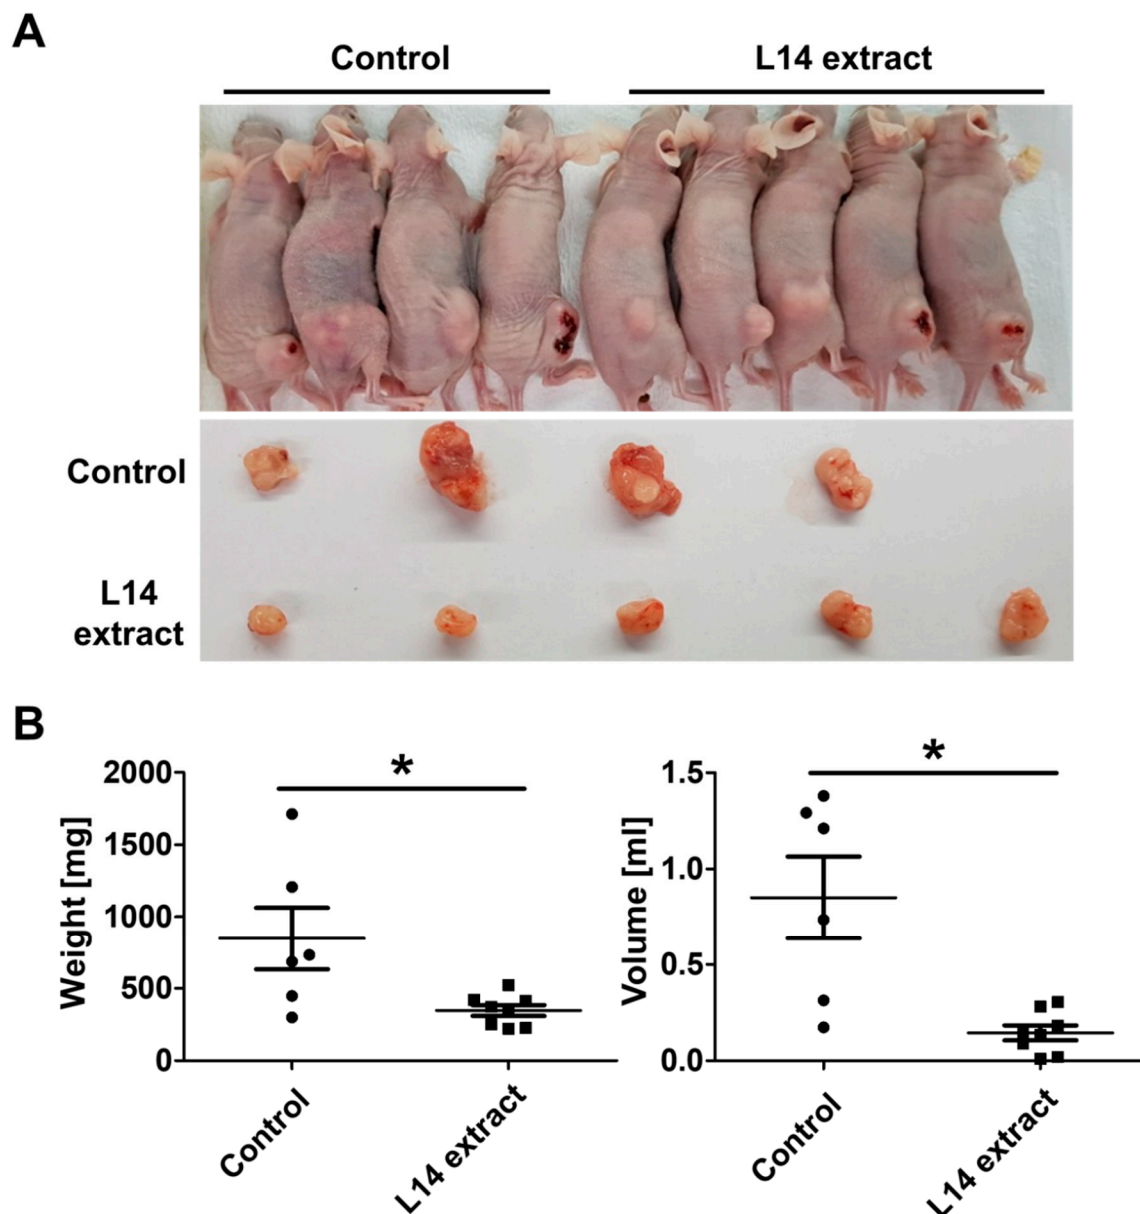 A
Control
L14 extract
Control
L14
extract
B
2000
1500
1000
500
0
Weight [mg]
*
Control
L14 extract
1.5
1.0
0.5
0.0
Volume [ml]
*
Control
L14 extract